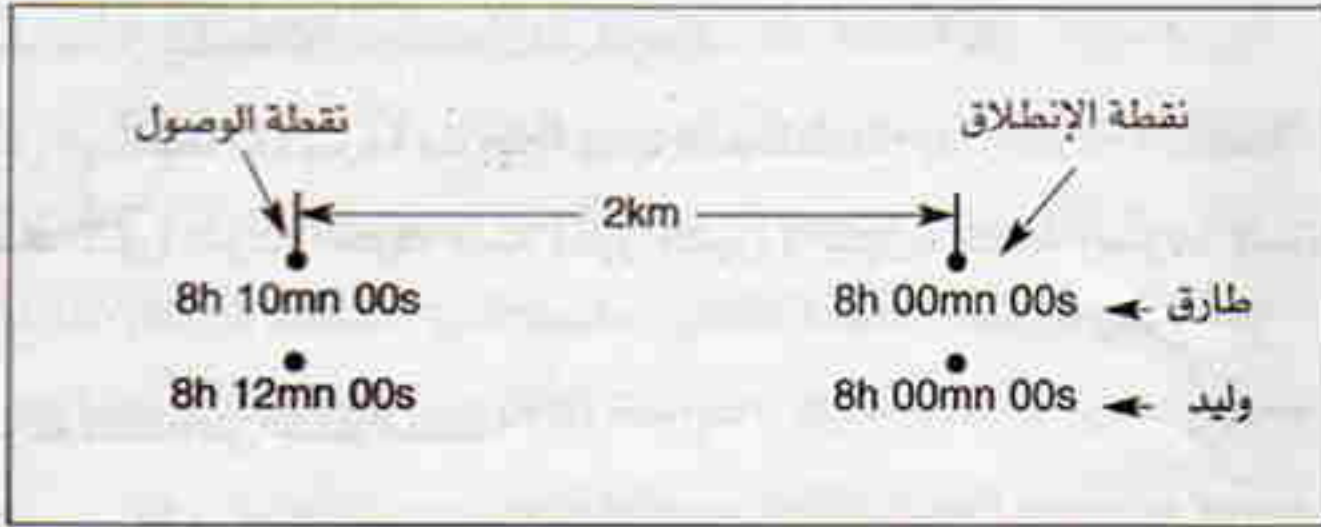 نقطة الإنطلاق
نقطة الوصول
2km
طارق
8h 00mn 00s
8h 10mn 00s
وليد
8h 00mn 00s
8h 12mn 00s